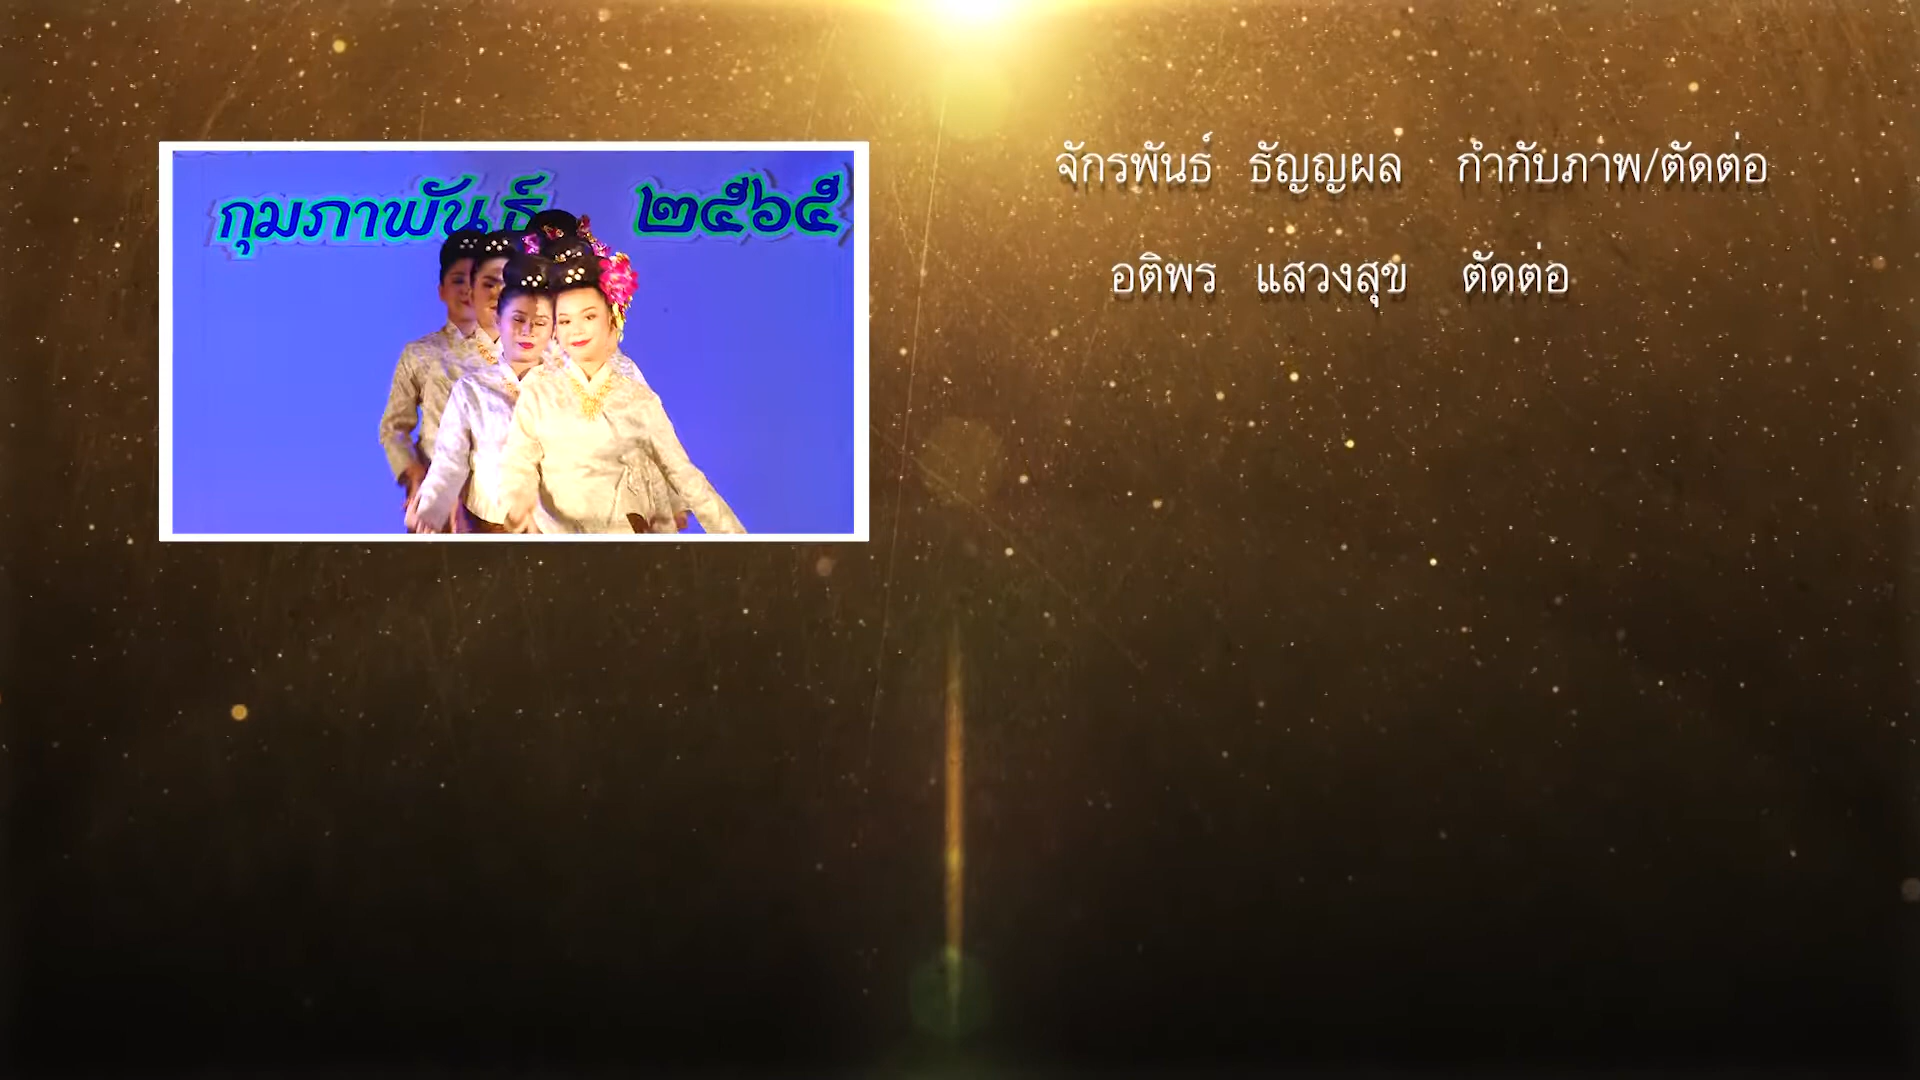 กุมภาพันธ์ ๒๕๖๕
จักรพันธ์ ธัญญผล กำกับภาพ/ตัดต่อ
อติพร แสวงสุข ตัดต่อ